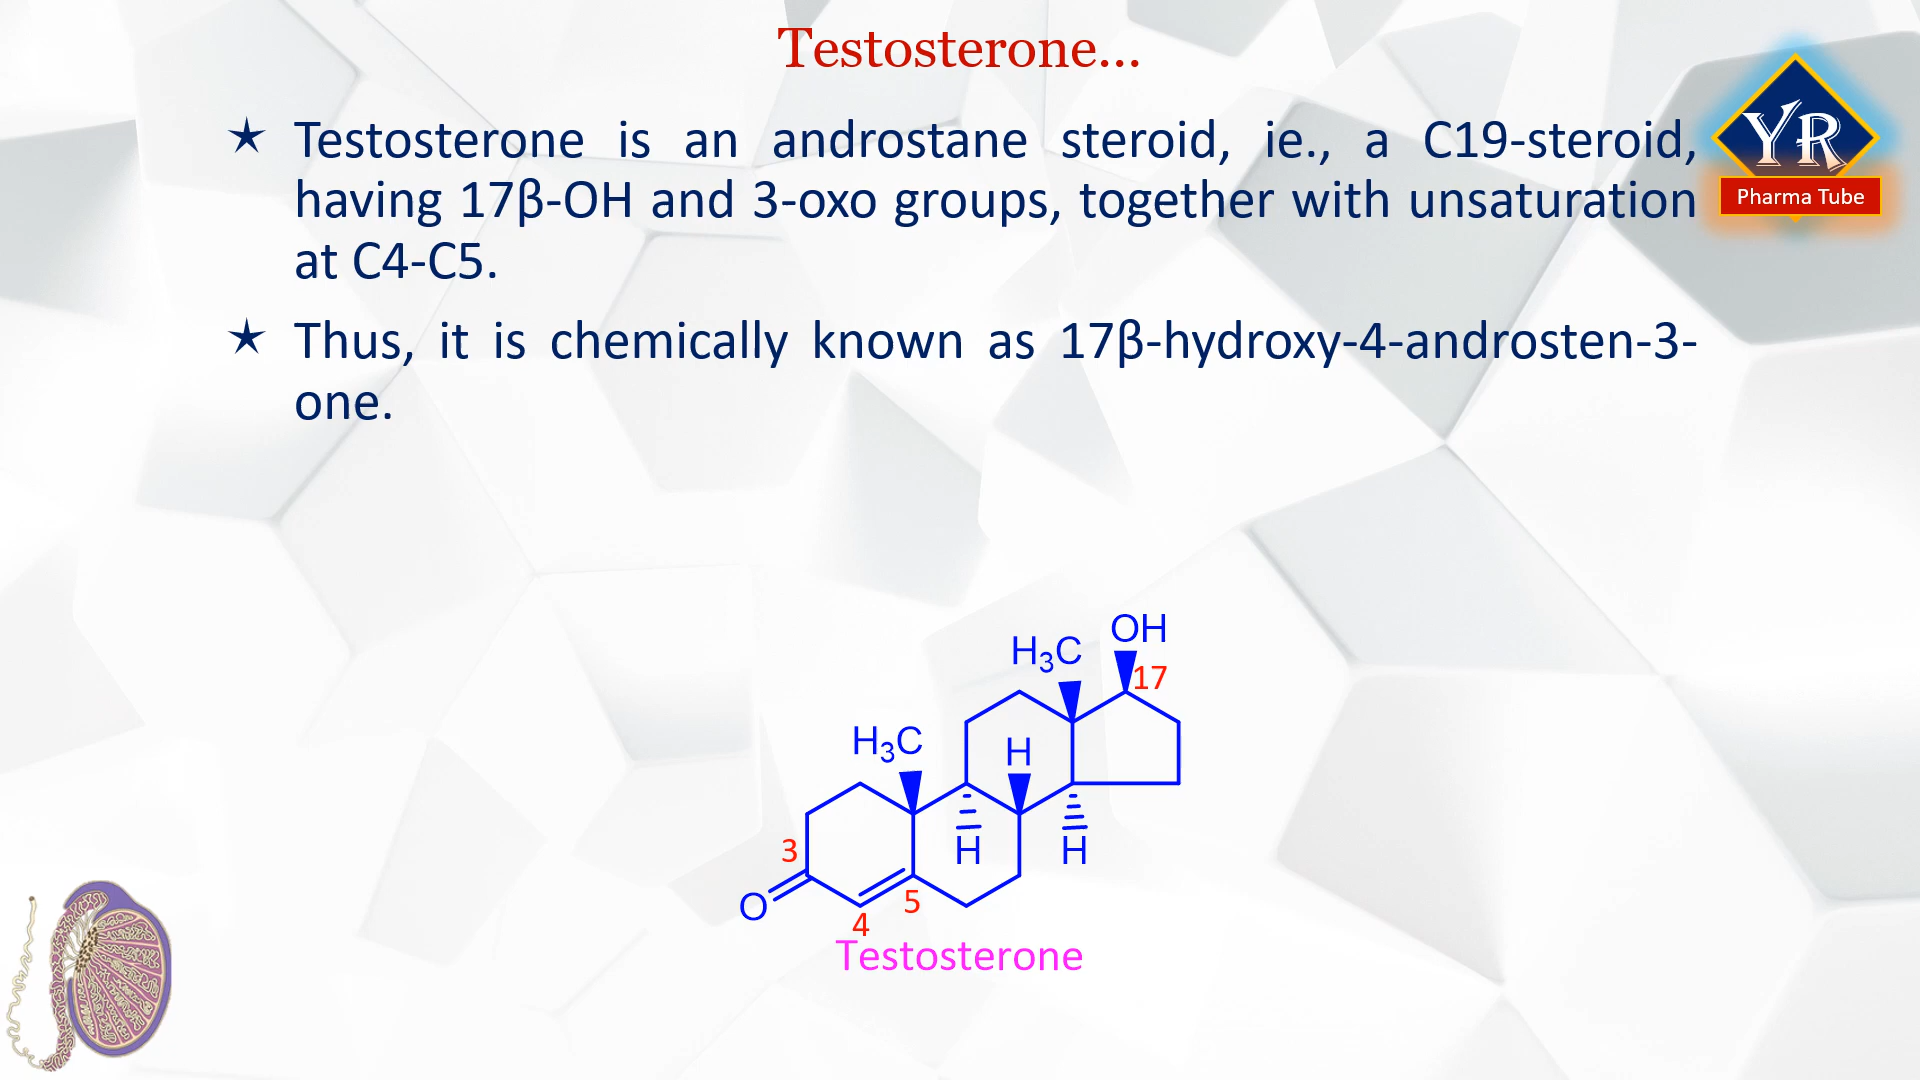 Testosterone...
★ Testosterone is an androstane steroid, ie., a C19-steroid,
having 17β-OH and 3-oxo groups, together with unsaturation
at C4-C5.
★ Thus, it is chemically known as 17β-hydroxy-4-androsten-3-
one.
YR
Pharma Tube
OH
H₃C
17
H₃C
H
3
H
H
O
5
4
Testosterone